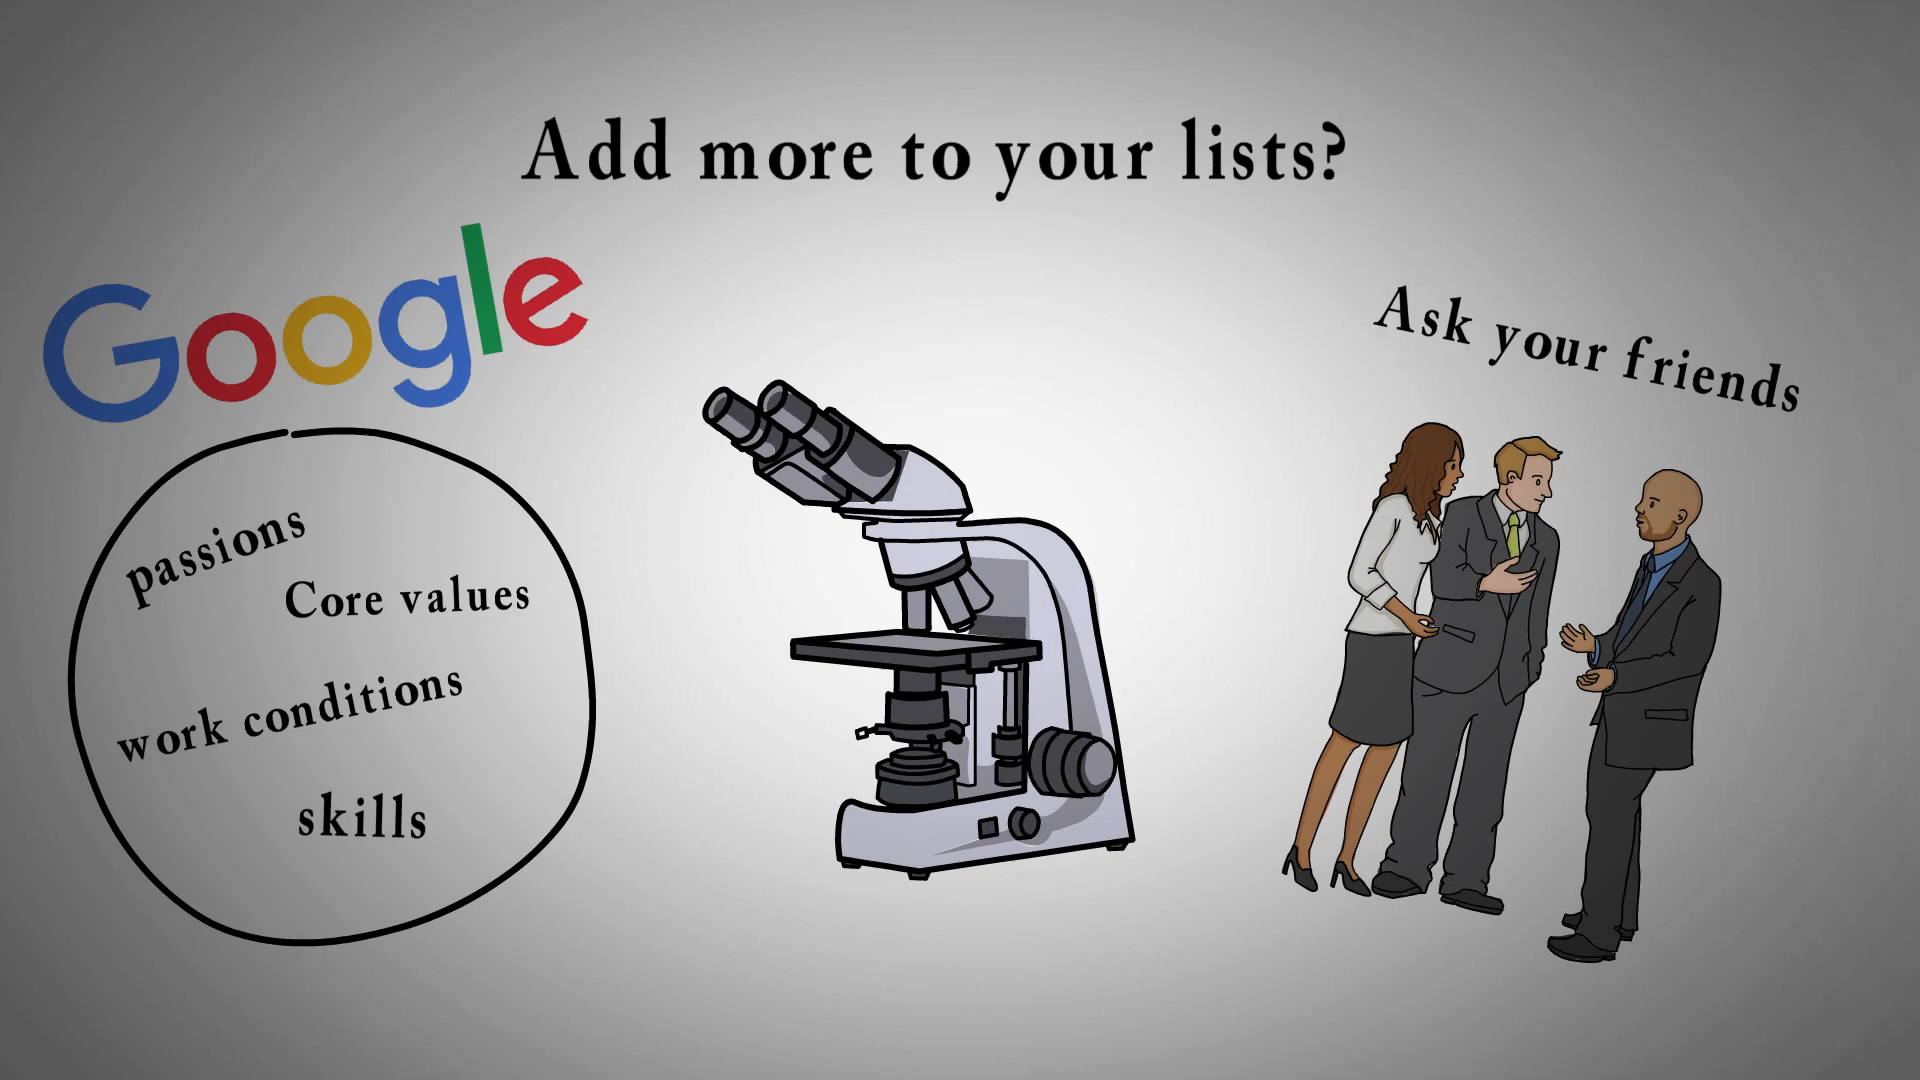 Add more to your lists?
Google
Ask your friends
passions
Core values
work conditions
skills